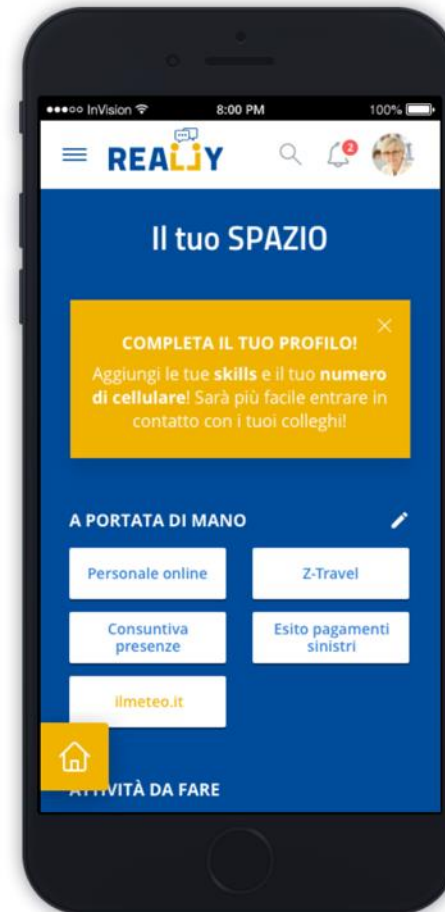 InVision 8:00 PM 100%
REALLY 2
Il tuo SPAZIO
COMPLETA IL TUO PROFILO!
Aggiungi le tue skills e il tuo numero
di cellulare! Sarà più facile entrare in
contatto con i tuoi colleghi!
A PORTATA DI MANO
Personale online
Z-Travel
Consuntiva
presenze
Esito pagamenti
sinistri
ilmeteo.it
ATTIVITÀ DA FARE